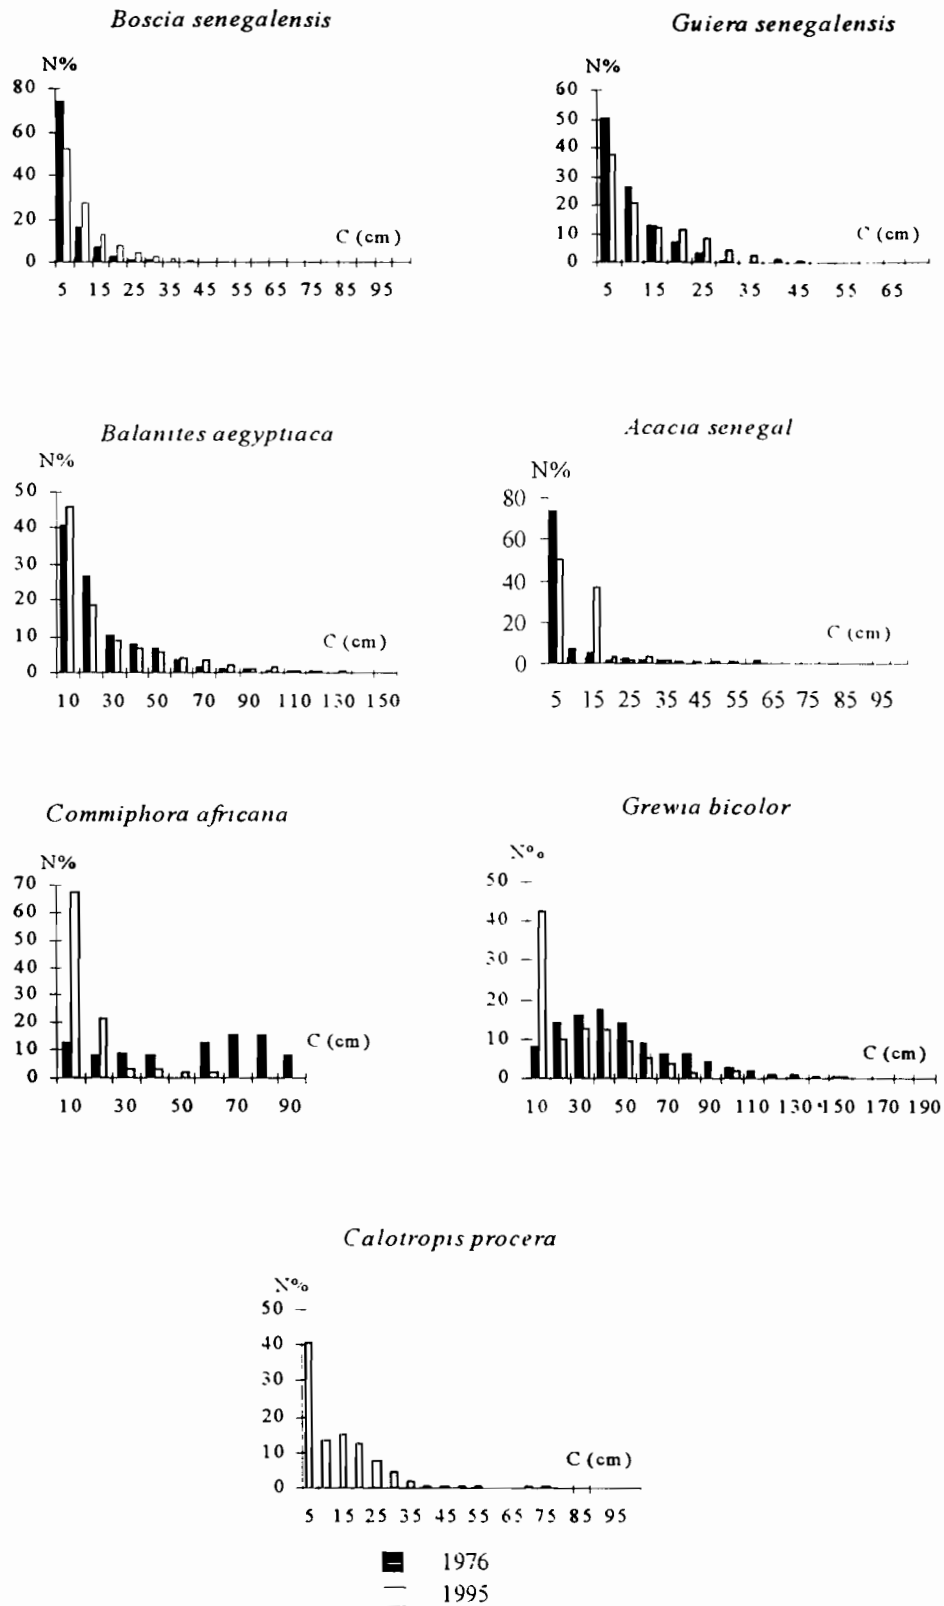 Boscia senegalensis
N%
80
60
40
20
0
C (cm)
5 15 25 35 45 55 65 75 85 95
Guiera senegalensis
N%
60
50
40
30
20
10
0
C (cm)
5 15 25 35 45 55 65
Balanites aegyptiaca
N%
50
40
30
20
10
0
C (cm)
10 30 50 70 90 110 130 150
Acacia senegal
N%
80
60
40
20
0
C (cm)
5 15 25 35 45 55 65 75 85 95
Commiphora africana
N%
70
60
50
40
30
20
10
0
C (cm)
10 30 50 70 90
Grewia bicolor
N%
50
40
30
20
10
0
C (cm)
10 30 50 70 90 110 130 150 170 190
Calotropis procera
N%
50
40
30
20
10
0
C (cm)
5 15 25 35 45 55 65 75 85 95
1976
1995